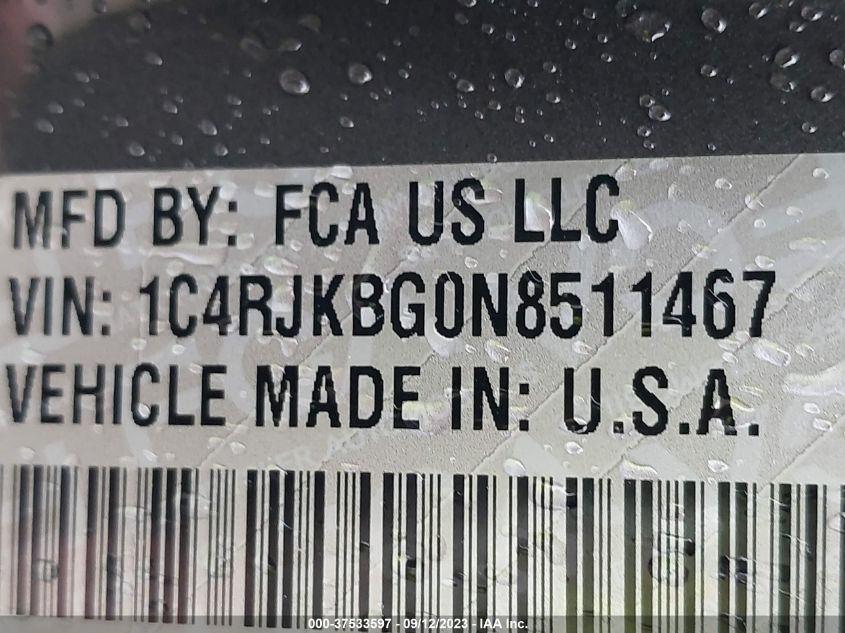 MFD BY: FCA US LLC
VIN: 1C4RJKBG0N8511467
VEHICLE MADE IN: U.S.A.
000-37533597 - 09/12/2023 - IAA Inc.